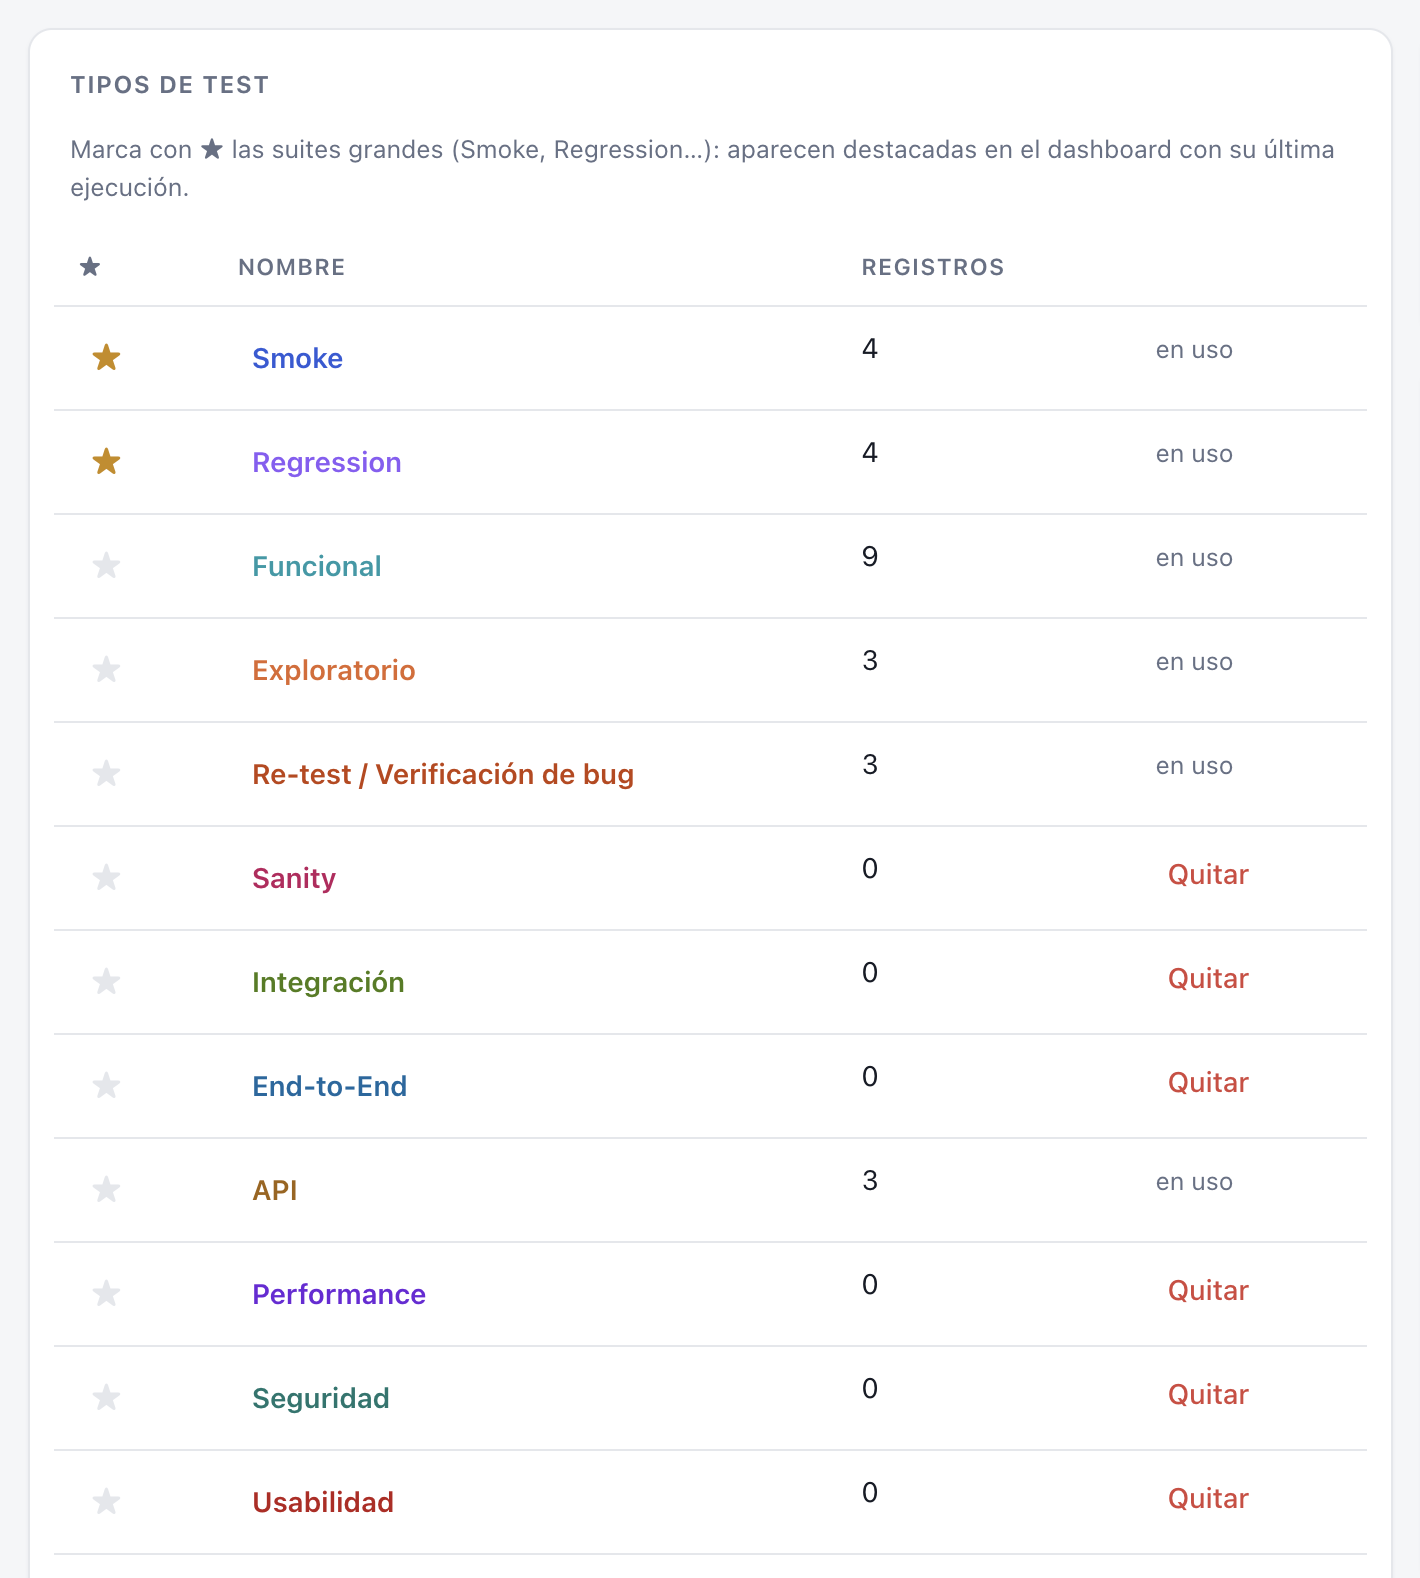 TIPOS DE TEST
Marca con ★ las suites grandes (Smoke, Regression...): aparecen destacadas en el dashboard con su última
ejecución.
★ NOMBRE REGISTROS
★ Smoke 4 en uso
★ Regression 4 en uso
★ Funcional 9 en uso
★ Exploratorio 3 en uso
★ Re-test / Verificación de bug 3 en uso
★ Sanity 0 Quitar
★ Integración 0 Quitar
★ End-to-End 0 Quitar
★ API 3 en uso
★ Performance 0 Quitar
★ Seguridad 0 Quitar
★ Usabilidad 0 Quitar